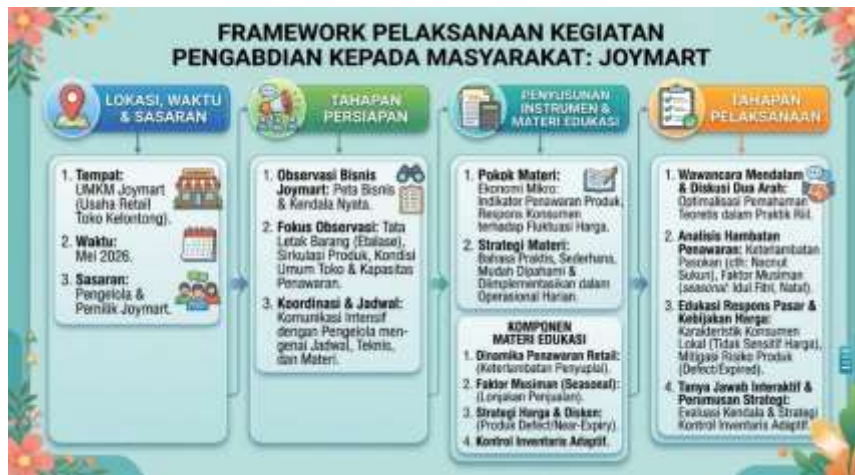 FRAMEWORK PELAKSANAAN KEGIATAN
PENGABDIAN KEPADA MASYARAKAT: JOYMART
LOKASI, WAKTU
& SASARAN
1. Tempat:
UMKM Joymart
(Usaha Retail
Toko Kelontong).
2. Waktu:
Mei 2026.
3. Sasaran:
Pengelola &
Pemilik Joymart.
TAHAPAN
PERSIAPAN
1. Observasi Bisnis
Joymart: Peta Bisnis
& Kendala Nyata.
2. Fokus Observasi: Tata
Letak Barang (Etalase),
Sirkulasi Produk, Kondisi
Umum Toko & Kapasitas
Penawaran.
3. Koordinasi & Jadwal:
Komunikasi Intensif
dengan Pengelola men-
genai Jadwal, Teknis,
dan Materi.
PENYUSUNAN
INSTRUMEN &
MATERI EDUKASI
1. Pokok Materi:
Ekonomi Mikro:
Indikator Penawaran Produk,
Respons Konsumen
terhadap Fluktuasi Harga.
2. Strategi Materi:
Bahasa Praktis, Sederhana,
Mudah Dipahami &
Diimplementasikan dalam
Operasional Harian.
KOMPONEN
MATERI EDUKASI
1. Dinamika Penawaran Retail:
(Keterlambatan Penyuplai).
2. Faktor Musiman (Seasonal):
(Lonjakan Penjualan).
3. Strategi Harga & Diskon:
(Produk Defect/Near-Expiry).
4. Kontrol Inventaris Adaptif.
TAHAPAN
PELAKSANAAN
1. Wawancara Mendalam
& Diskusi Dua Arah:
Optimalisasi Pemahaman
Teoretis dalam Praktik Riil.
2. Analisis Hambatan
Penawaran: Keterlambatan
Pasokan (cth:
Sukun), Faktor Musiman
(seasonal: Idul Fitri, Natal).
3. Edukasi Respons Pasar &
Kebijakan Harga:
Karakteristik Konsumen
Lokal (Tidak Sensitif Harga),
Mitigasi Risiko Produk
(Defect/Expired).
4. Tanya Jawab Interaktif &
Perumusan Strategi:
Evaluasi Kendala & Strategi
Kontrol Inventaris Adaptif.